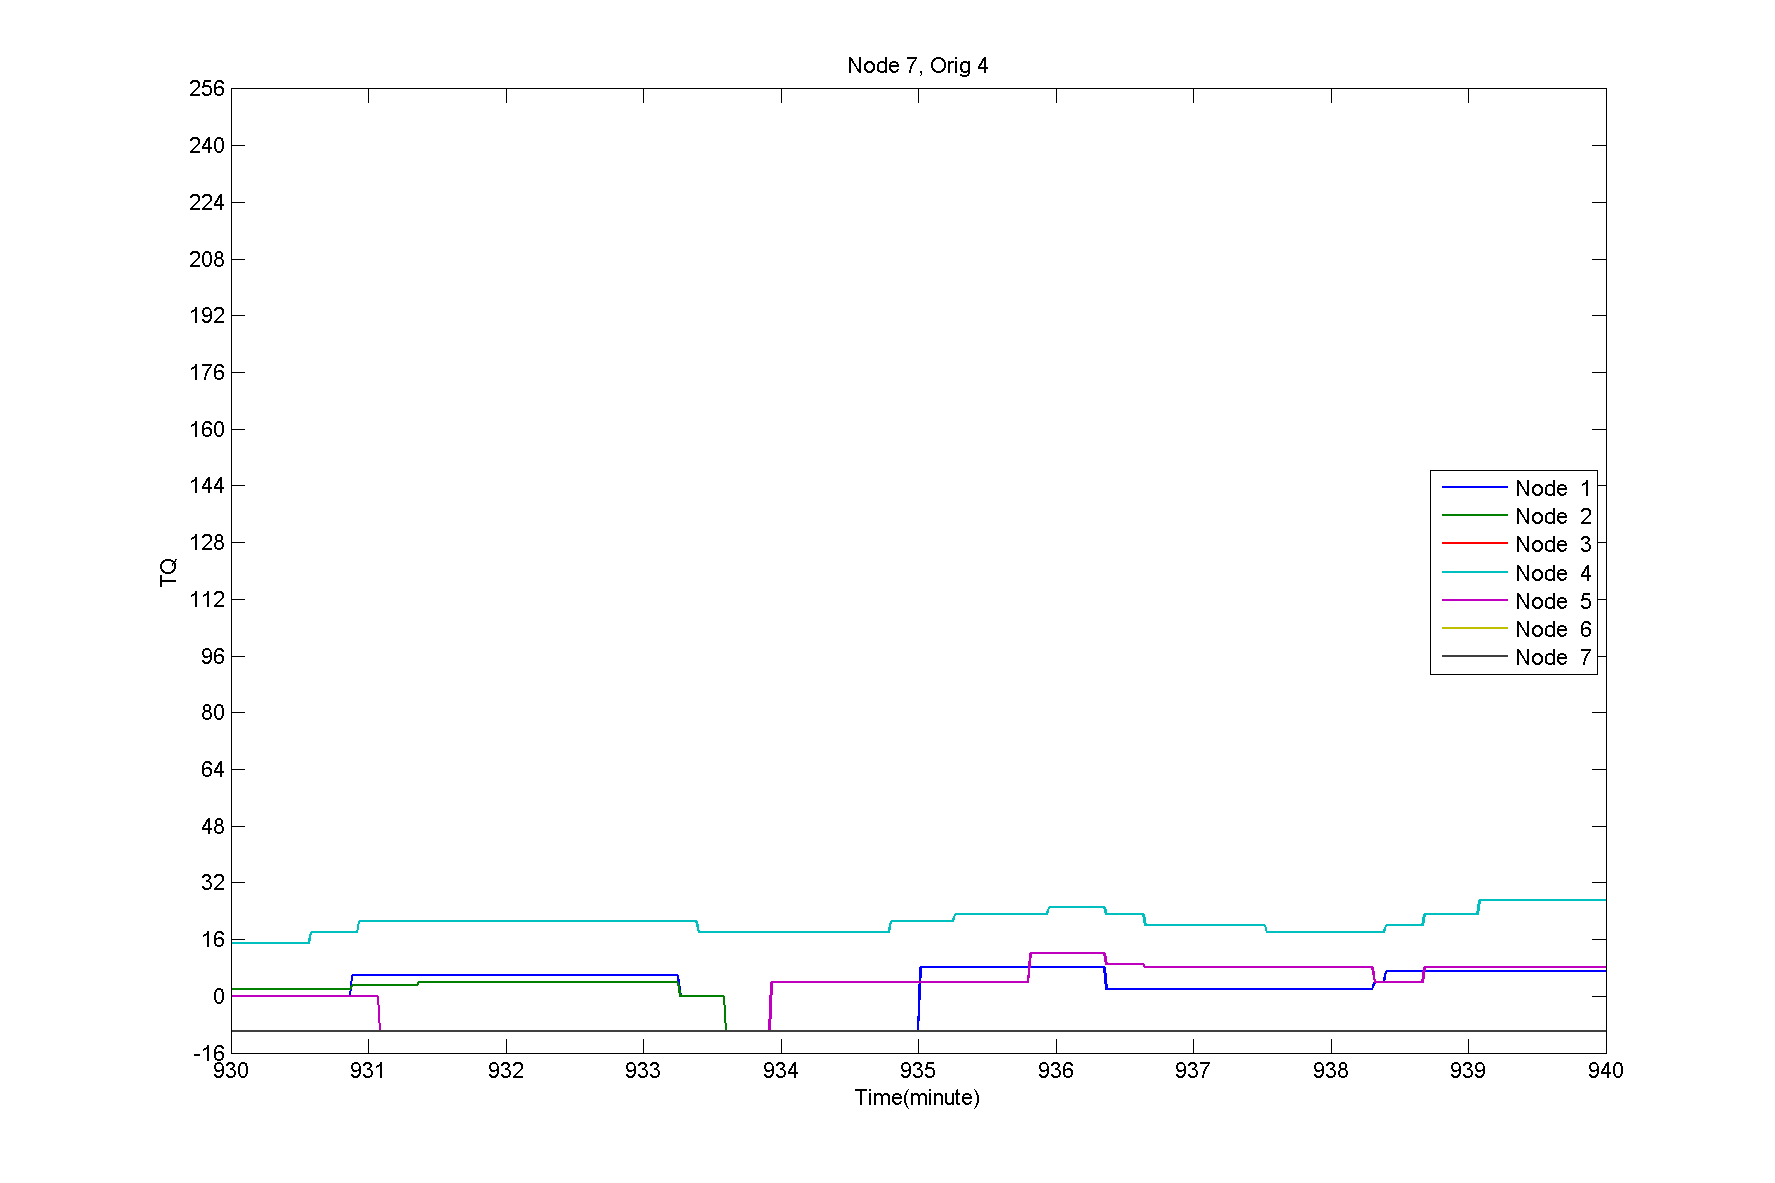 Node 7, Orig 4
256
240
224
208
192
176
160
144
128
112
96
80
64
48
32
16
0
-16
TQ
Node 1
Node 2
Node 3
Node 4
Node 5
Node 6
Node 7
930 931 932 933 934 935 936 937 938 939 940
Time(minute)